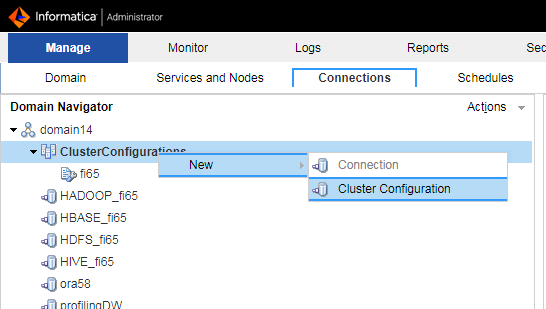 Informatica | Administrator
Manage Monitor Logs Reports
Domain Services and Nodes Connections Schedules
Domain Navigator Actions
domain14
ClusterConfigurations
New Connection
fi65
Cluster Configuration
HADOOP_fi65
HBASE_fi65
HDFS_fi65
HIVE_fi65
ora58
profilingDW